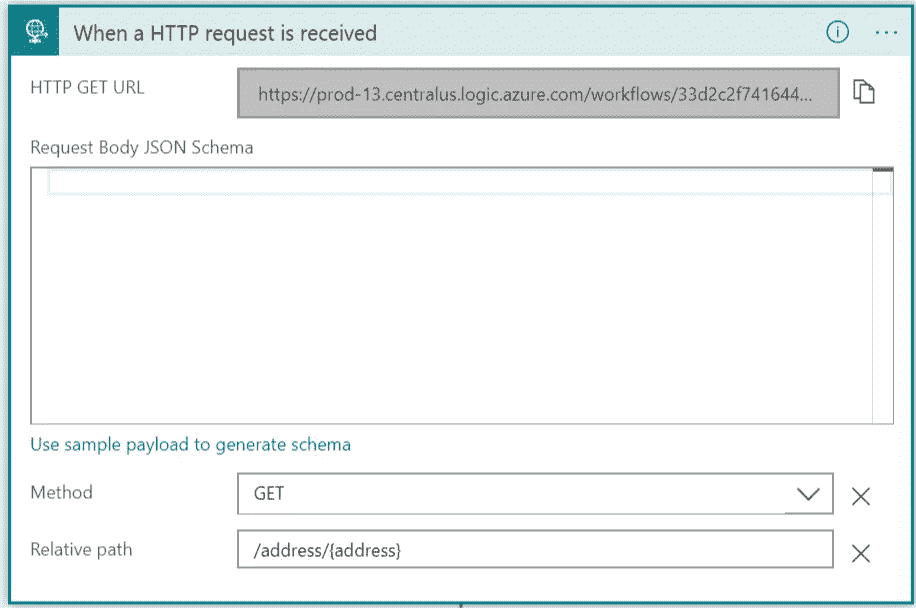 When a HTTP request is received
HTTP GET URL
https://prod-13.centralus.logic.azure.com/workflows/33d2c2f741644...
Request Body JSON Schema
Use sample payload to generate schema
Method
GET
Relative path
/address/{address}